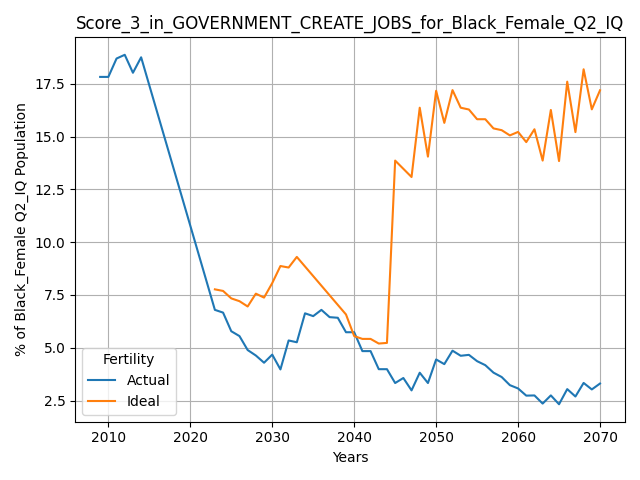 Score_3_in_GOVERNMENT_CREATE_JOBS_for_Black_Female_Q2_IQ
% of Black_Female Q2_IQ Population
17.5
15.0
12.5
10.0
7.5
5.0
2.5
Fertility
Actual
Ideal
2010
2020
2030
2040
2050
2060
2070
Years